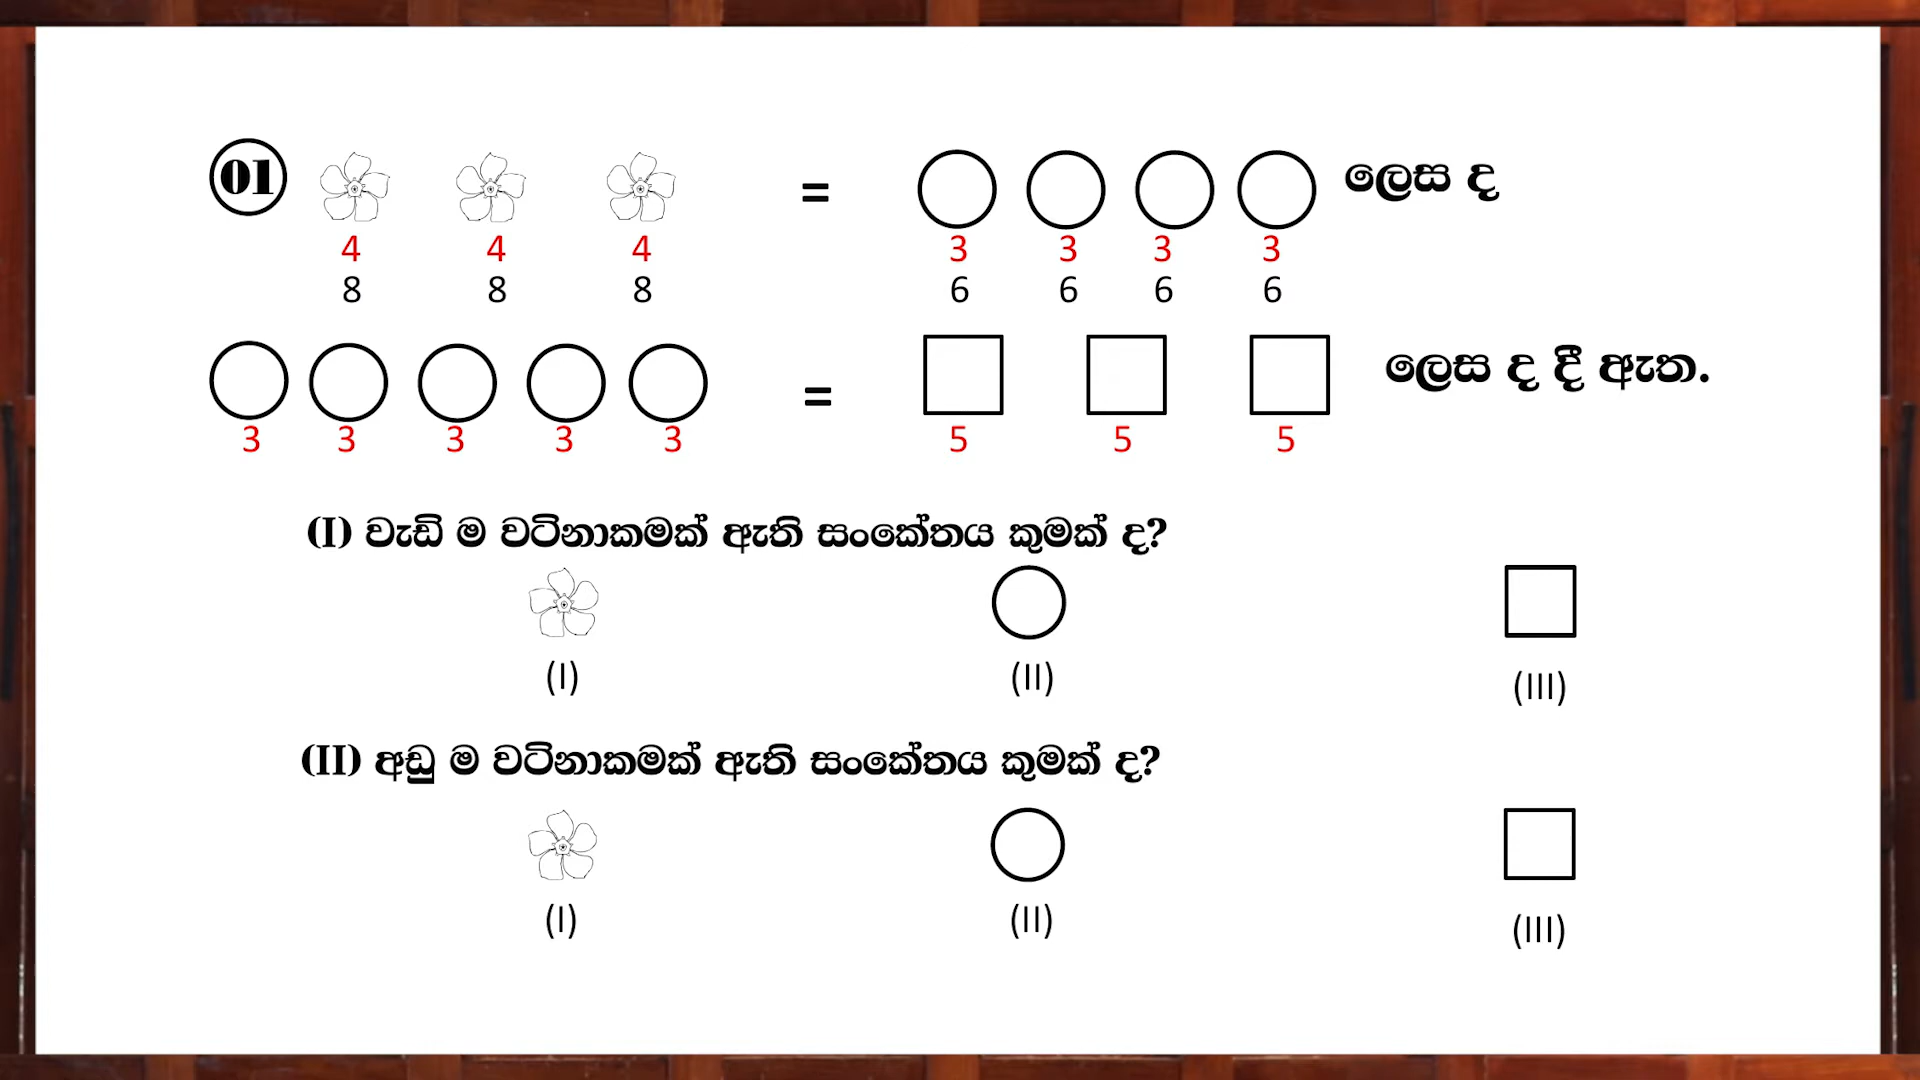 01 = ලෙස ද
4 4 4 3 3 3 3
8 8 8 6 6 6 6
= ලෙස ද දී ඇත.
3 3 3 3 3 5 5 5
(I) වැඩි ම වටිනාකමක් ඇති සංකේතය කුමක් ද?
(I) (II) (III)
(II) අඩු ම වටිනාකමක් ඇති සංකේතය කුමක් ද?
(I) (II) (III)